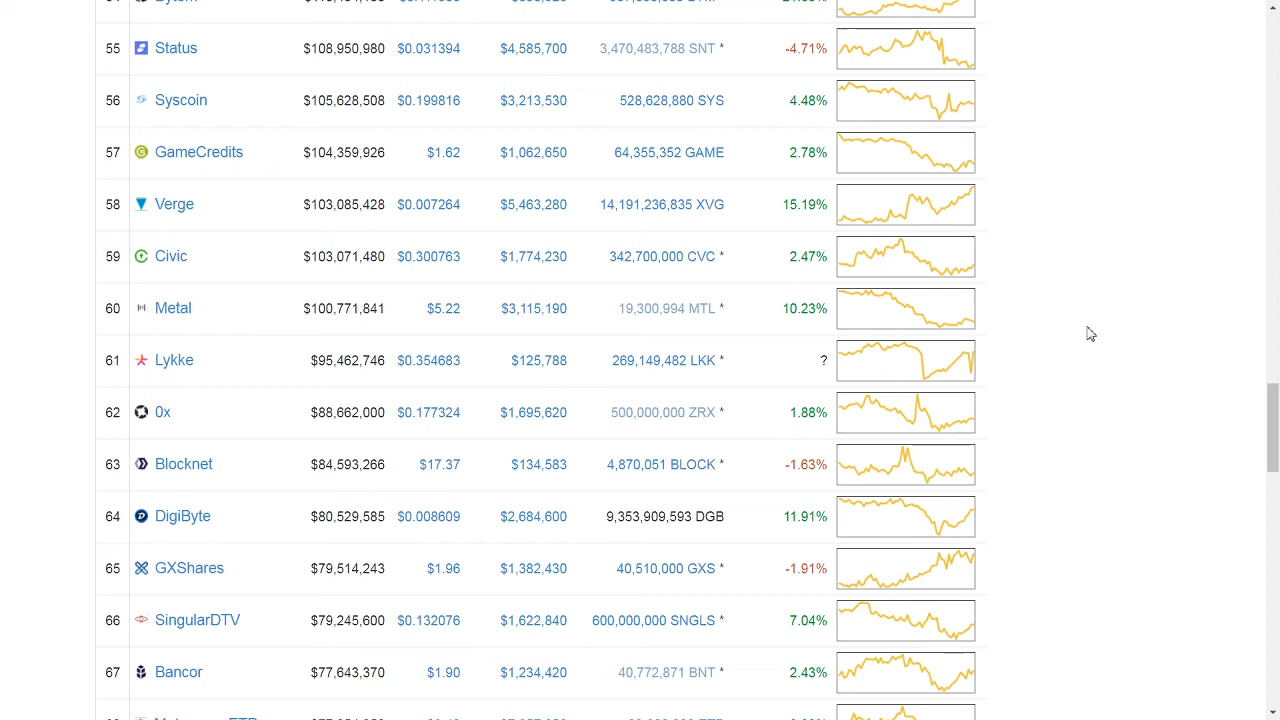 55 Status $108,950,980 $0.031394 $4,585,700 3,470,483,788 SNT * -4.71%
56 Syscoin $105,628,508 $0.199816 $3,213,530 528,628,880 SYS 4.48%
57 GameCredits $104,359,926 $1.62 $1,062,650 64,355,352 GAME 2.78%
58 Verge $103,085,428 $0.007264 $5,463,280 14,191,236,835 XVG 15.19%
59 Civic $103,071,480 $0.300763 $1,774,230 342,700,000 CVC * 2.47%
60 Metal $100,771,841 $5.22 $3,115,190 19,300,994 MTL * 10.23%
61 Lykke $95,462,746 $0.354683 $125,788 269,149,482 LKK * ?
62 0x $88,662,000 $0.177324 $1,695,620 500,000,000 ZRX * 1.88%
63 Blocknet $84,593,266 $17.37 $134,583 4,870,051 BLOCK * -1.63%
64 DigiByte $80,529,585 $0.008609 $2,684,600 9,353,909,593 DGB 11.91%
65 GXShares $79,514,243 $1.96 $1,382,430 40,510,000 GXS * -1.91%
66 SingularDTV $79,245,600 $0.132076 $1,622,840 600,000,000 SNGLS * 7.04%
67 Bancor $77,643,370 $1.90 $1,234,420 40,772,871 BNT * 2.43%